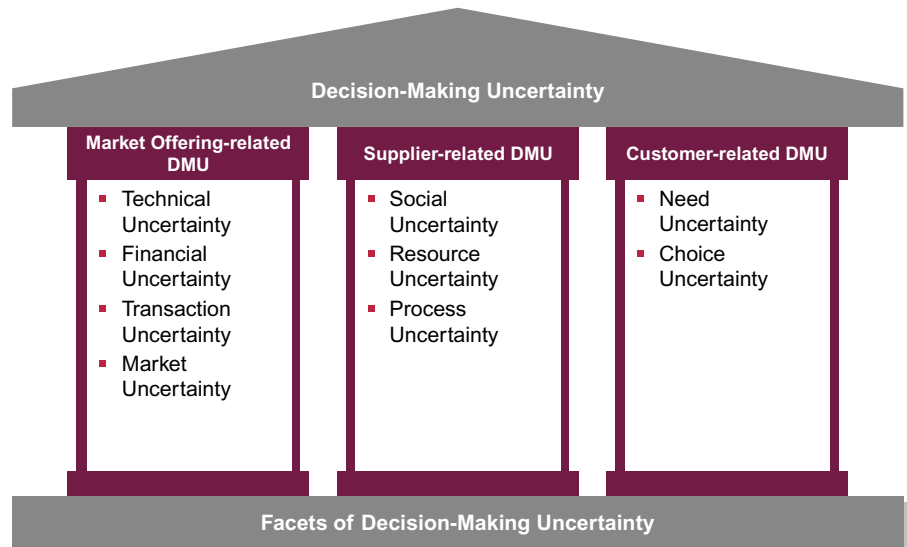 Decision-Making Uncertainty
Market Offering-related
DMU
Technical
Uncertainty
Financial
Uncertainty
Transaction
Uncertainty
Market
Uncertainty
Supplier-related DMU
Social
Uncertainty
Resource
Uncertainty
Process
Uncertainty
Customer-related DMU
Need
Uncertainty
Choice
Uncertainty
Facets of Decision-Making Uncertainty